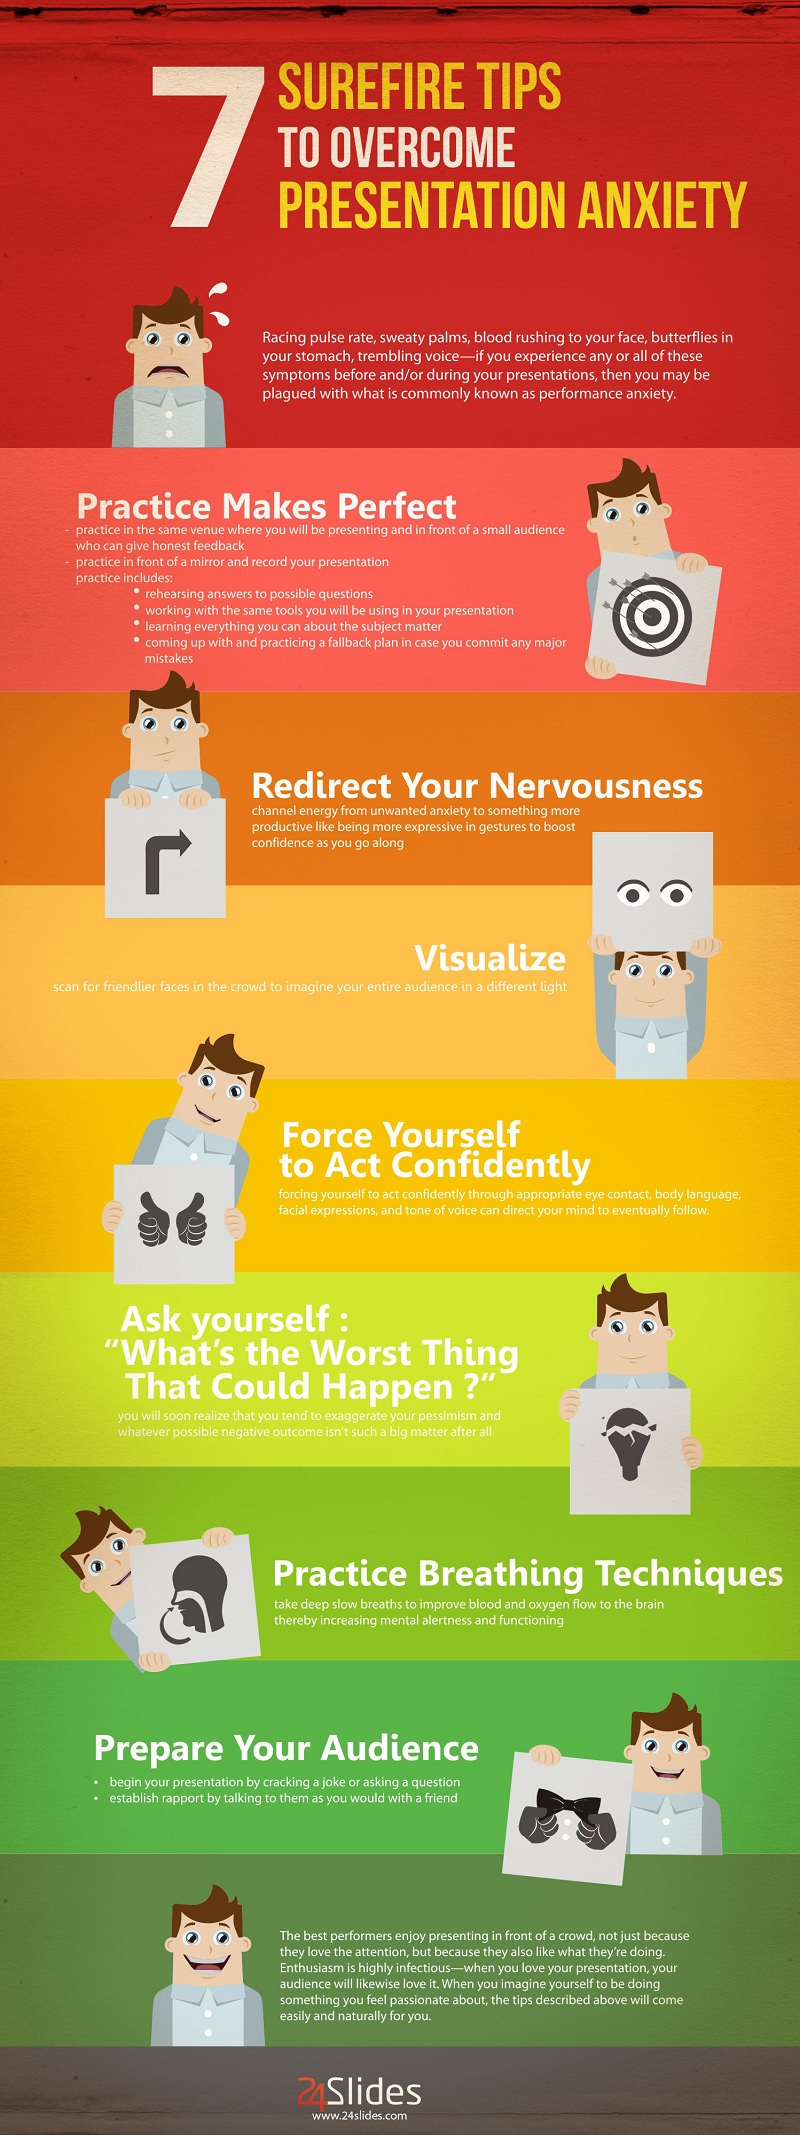 7 SUREFIRE TIPS
TO OVERCOME
PRESENTATION ANXIETY
Racing pulse rate, sweaty palms, blood rushing to your face, butterflies in
your stomach, trembling voice—if you experience any or all of these
symptoms before and/or during your presentations, then you may be
plagued with what is commonly known as performance anxiety.
Practice Makes Perfect
- practice in the same venue where you will be presenting and in front of a small audience
who can give honest feedback
- practice in front of a mirror and record your presentation
practice includes:
• rehearsing answers to possible questions
• working with the same tools you will be using in your presentation
• learning everything you can about the subject matter
• coming up with and practicing a fallback plan in case you commit any major
mistakes
Redirect Your Nervousness
channel energy from unwanted anxiety to something more
productive like being more expressive in gestures to boost
confidence as you go along
Visualize
scan for friendlier faces in the crowd to imagine your entire audience in a different light
Force Yourself
to Act Confidently
forcing yourself to act confidently through appropriate eye contact, body language,
facial expressions, and tone of voice can direct your mind to eventually follow.
Ask yourself :
“What’s the Worst Thing
That Could Happen ?“
you will soon realize that you tend to exaggerate your pessimism and
whatever possible negative outcome isn't such a big matter after all
Practice Breathing Techniques
take deep slow breaths to improve blood and oxygen flow to the brain
thereby increasing mental alertness and functioning
Prepare Your Audience
• begin your presentation by cracking a joke or asking a question
• establish rapport by talking to them as you would with a friend
The best performers enjoy presenting in front of a crowd, not just because
they love the attention, but because they also like what they’re doing.
Enthusiasm is highly infectious—when you love your presentation, your
audience will likewise love it. When you imagine yourself to be doing
something you feel passionate about, the tips described above will come
easily and naturally for you.
24Slides
www.24slides.com